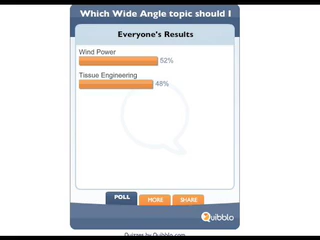 Which Wide Angle topic should I
Everyone's Results
Wind Power
52%
Tissue Engineering
48%
POLL
MORE
SHARE
Quibblo
Quizzes by Quibblo.com